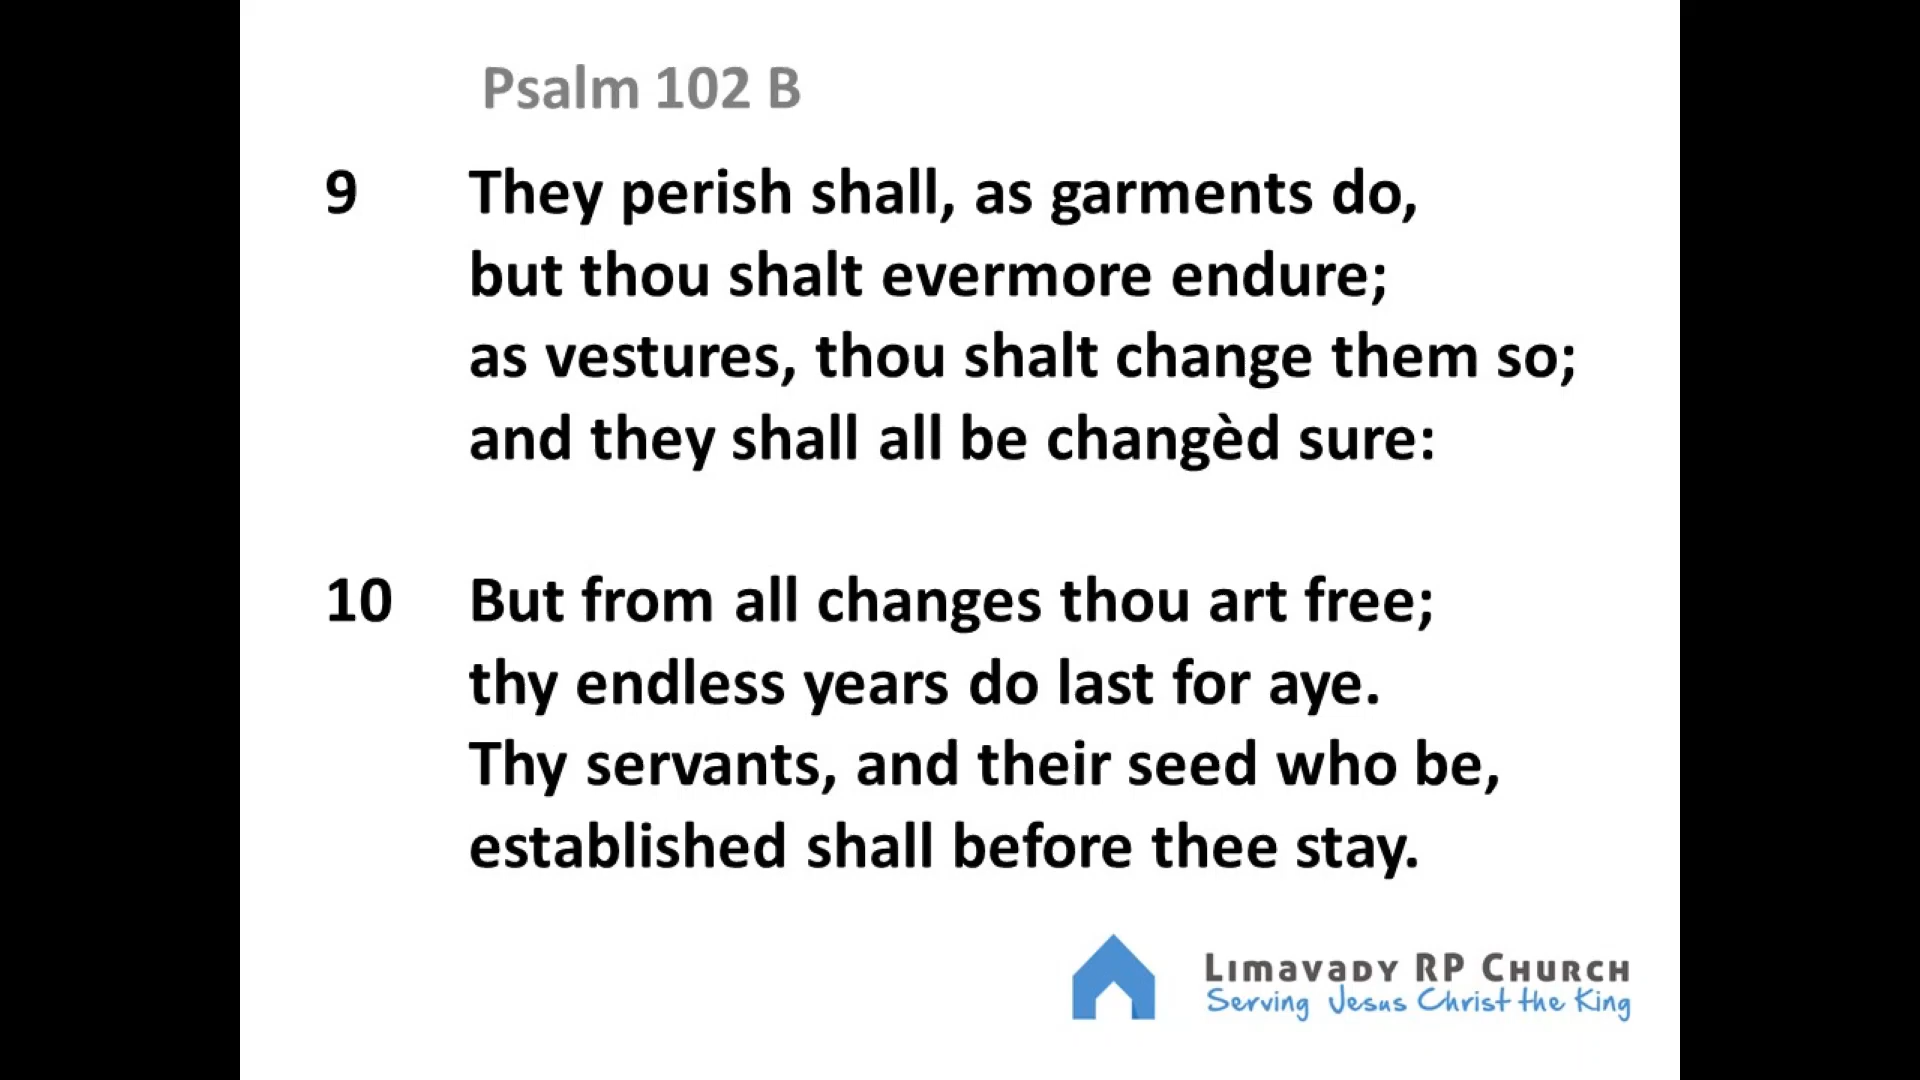 Psalm 102 B
9 They perish shall, as garments do,
but thou shalt evermore endure;
as vestures, thou shalt change them so;
and they shall all be changèd sure:
10 But from all changes thou art free;
thy endless years do last for aye.
Thy servants, and their seed who be,
established shall before thee stay.
Limavady RP Church
Serving Jesus Christ the King